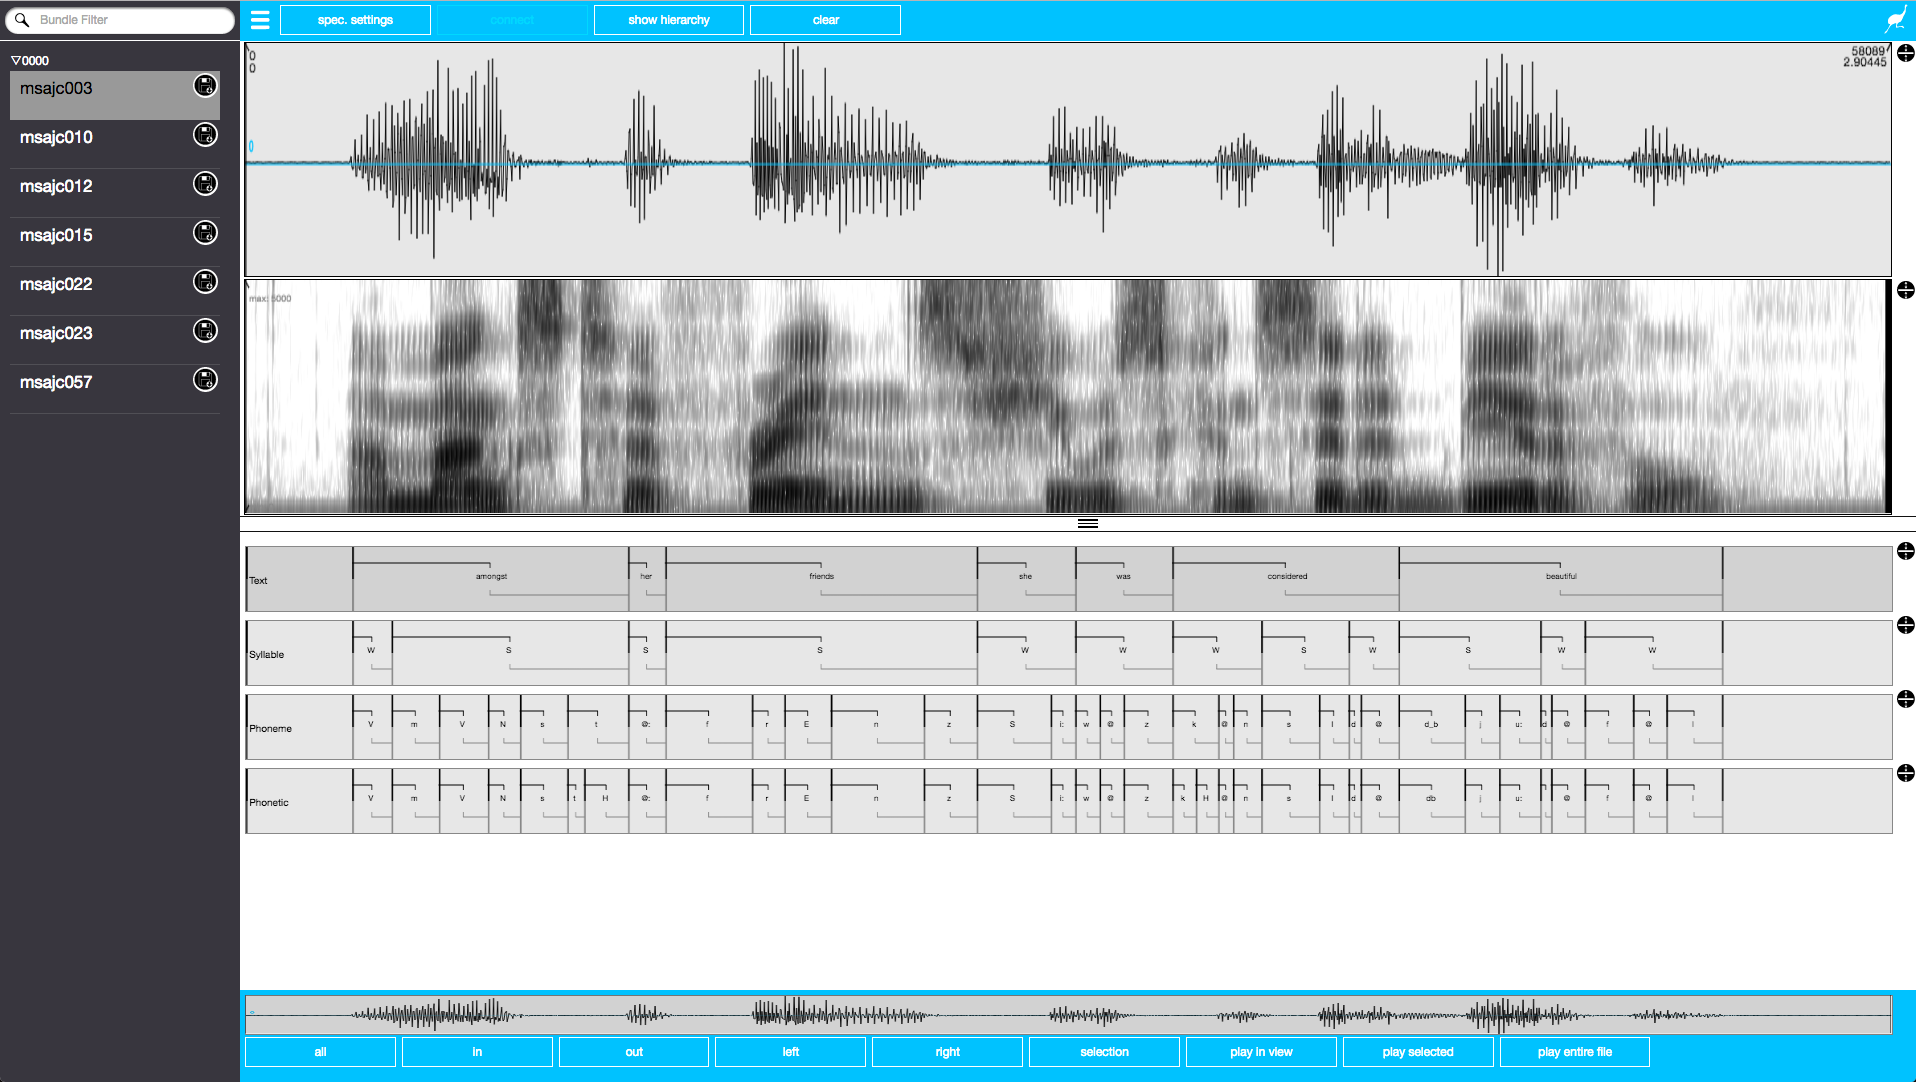 Bundle Filter
spec. settings connect show hierarchy clear
▽0000
msajc003
msajc010
msajc012
msajc015
msajc022
msajc023
msajc057
0 58089
0 2.90445
0
max: 5000
Text amongst her friends she was considered beautiful
Syllable W S S S W W W S W S W W
Phoneme V m V N s t @: f r E n z S i: w @ z k @ n s I d @ d_b j u: d @ f @ l
Phonetic V m V N s t H @: f r E n z S i: w @ z k H @ n s I d @ db j u: @ f @ l
all in out left right selection play in view play selected play entire file